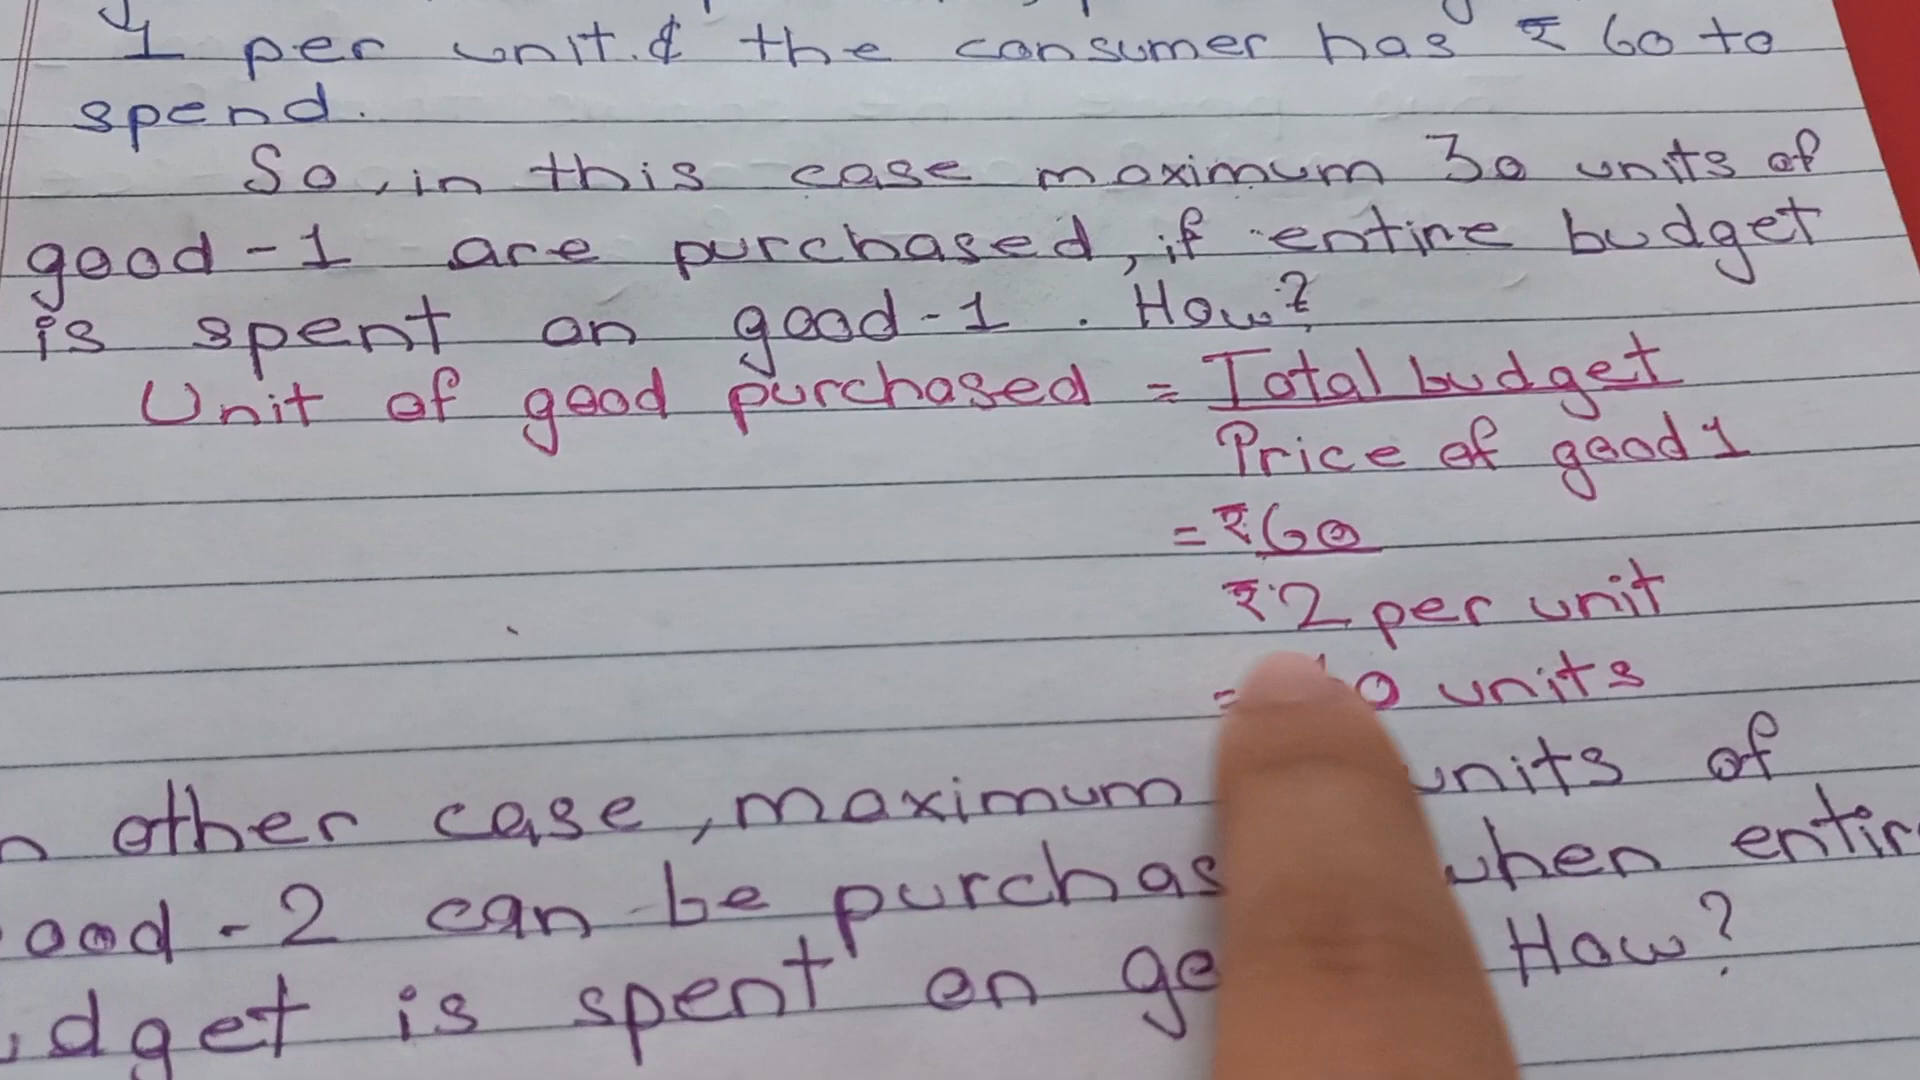 1 per unit. & the consumer has ₹ 60 to
spend.
So, in this case maximum 30 units of
good-1 are purchased, if entire budget
is spent on good-1. How?
Unit of good purchased = Total budget
Price of good 1
= ₹60
₹2 per unit
= 0 units
other case, maximum units of
ood-2 can be purchas when entir
dget is spent on go How?